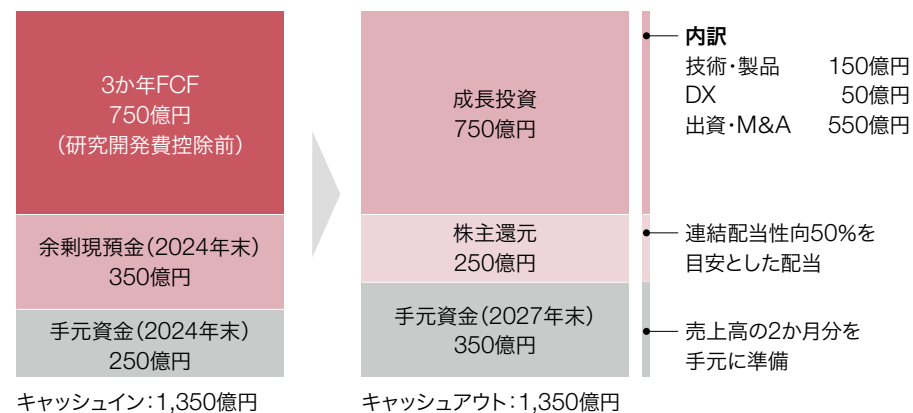 3か年FCF
750億円
（研究開発費控除前）
余剰現預金（2024年末）
350億円
手元資金（2024年末）
250億円
キャッシュイン：1,350億円
成長投資
750億円
株主還元
250億円
手元資金（2027年末）
350億円
キャッシュアウト：1,350億円
内訳
技術・製品 150億円
DX 50億円
出資・M&A 550億円
連結配当性向50%を
目安とした配当
売上高の2か月分を
手元に準備